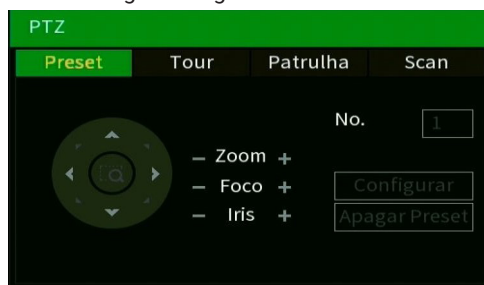 PTZ
Preset Tour Patrulha Scan
No. 1
– Zoom +
– Foco + Configurar
– Iris + Apagar Preset